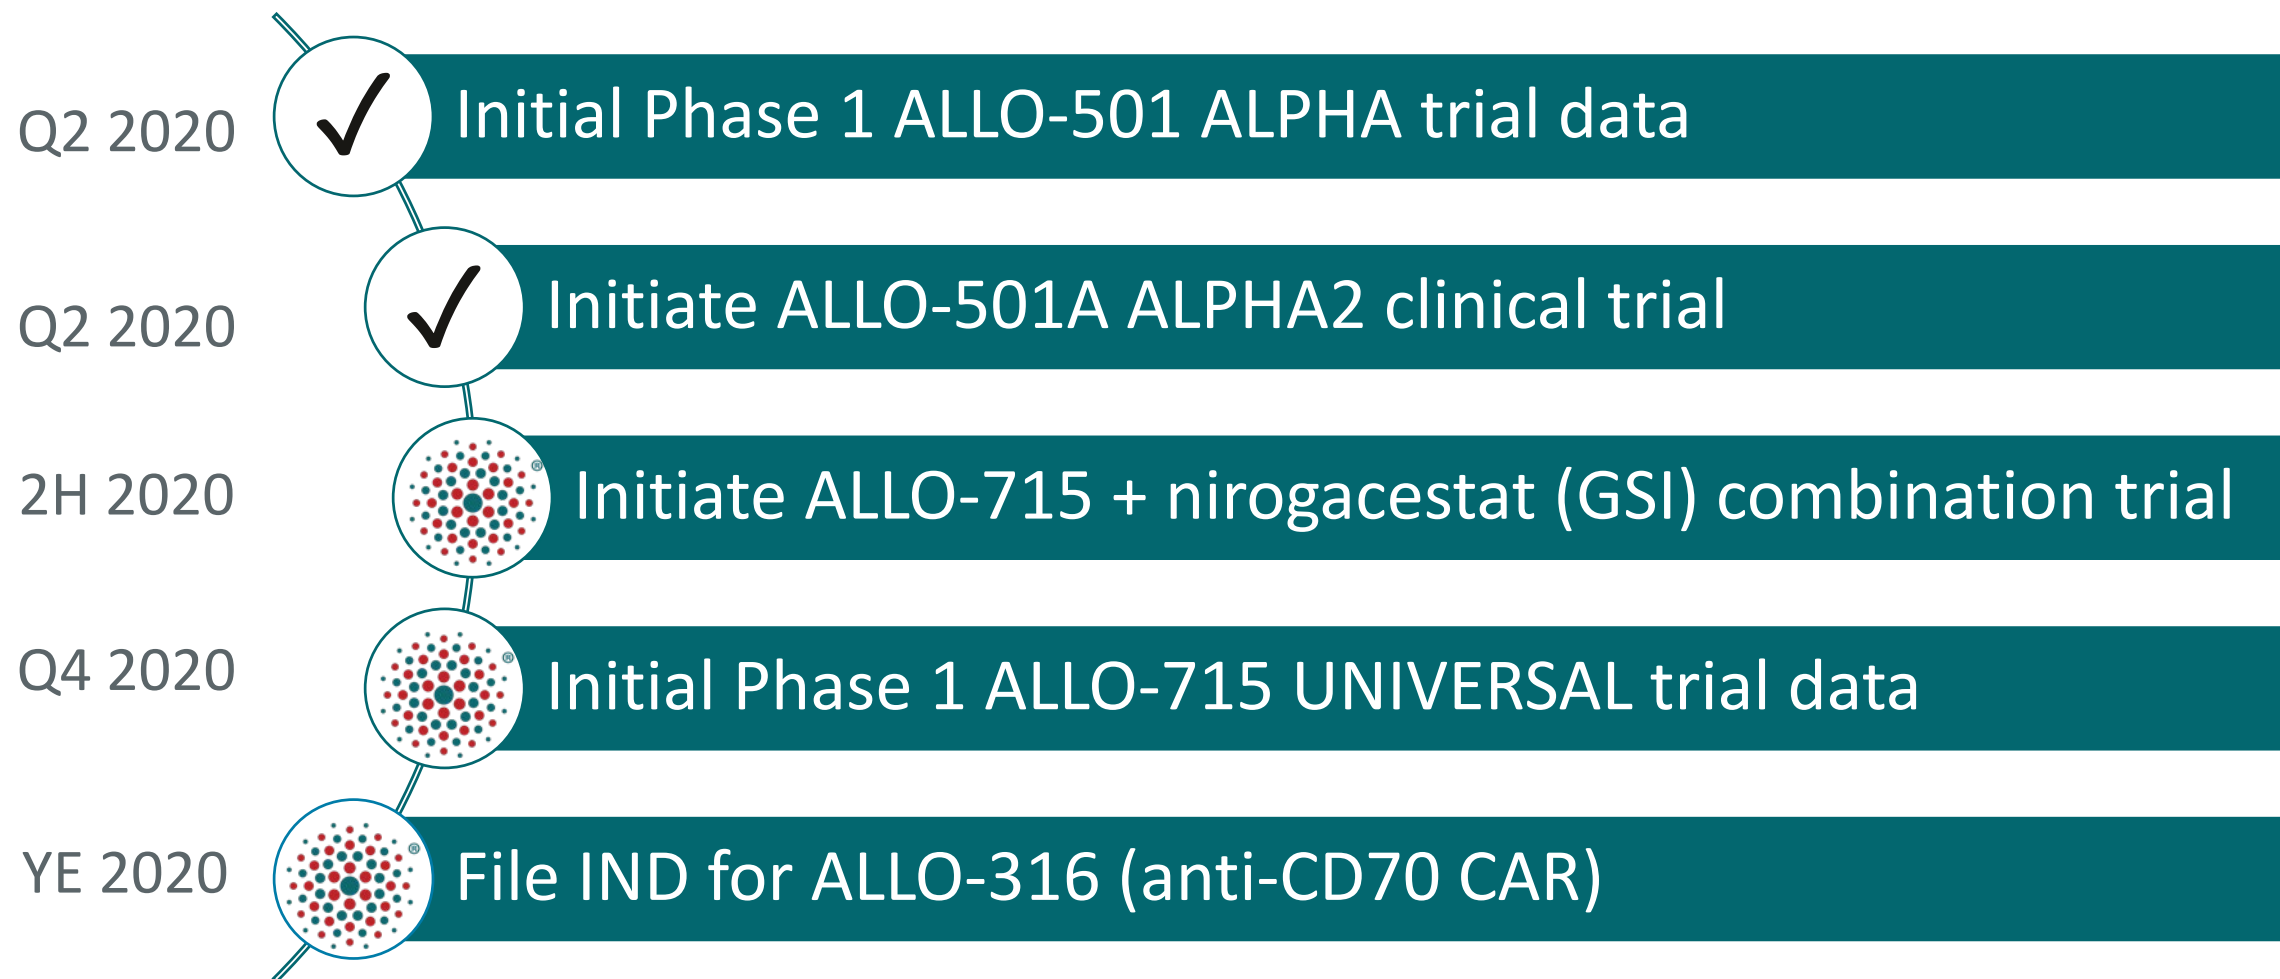 Q2 2020
Initial Phase 1 ALLO-501 ALPHA trial data
Q2 2020
Initiate ALLO-501A ALPHA2 clinical trial
2H 2020
Initiate ALLO-715 + nirogacestat (GSI) combination trial
®
Q4 2020
Initial Phase 1 ALLO-715 UNIVERSAL trial data
®
YE 2020
File IND for ALLO-316 (anti-CD70 CAR)
®